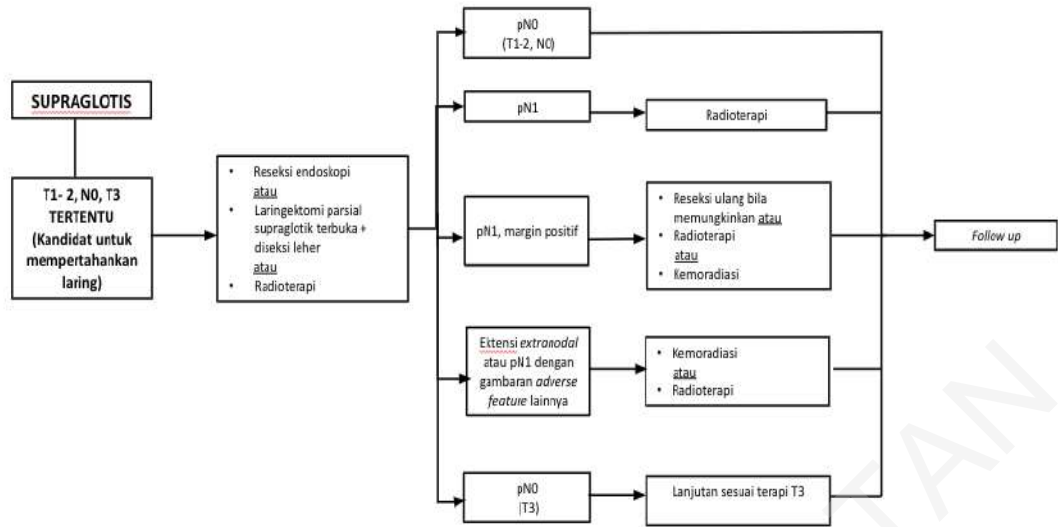 SUPRAGLOTIS
T1- 2, N0, T3
TERTENTU
(Kandidat untuk
mempertahankan
laring)
• Reseksi endoskopi
atau
• Laringektomi parsial
supraglotik terbuka +
diseksi leher
atau
• Radioterapi
pN0
(T1-2, N0)
pN1
Radioterapi
pN1, margin positif
• Reseksi ulang bila
memungkinkan atau
• Radioterapi
atau
• Kemoradiasi
Ektensi extranodal
atau pN1 dengan
gambaran adverse
feature lainnya
• Kemoradiasi
atau
• Radioterapi
pN0
(T3)
Lanjutan sesuai terapi T3
Follow up
TAN